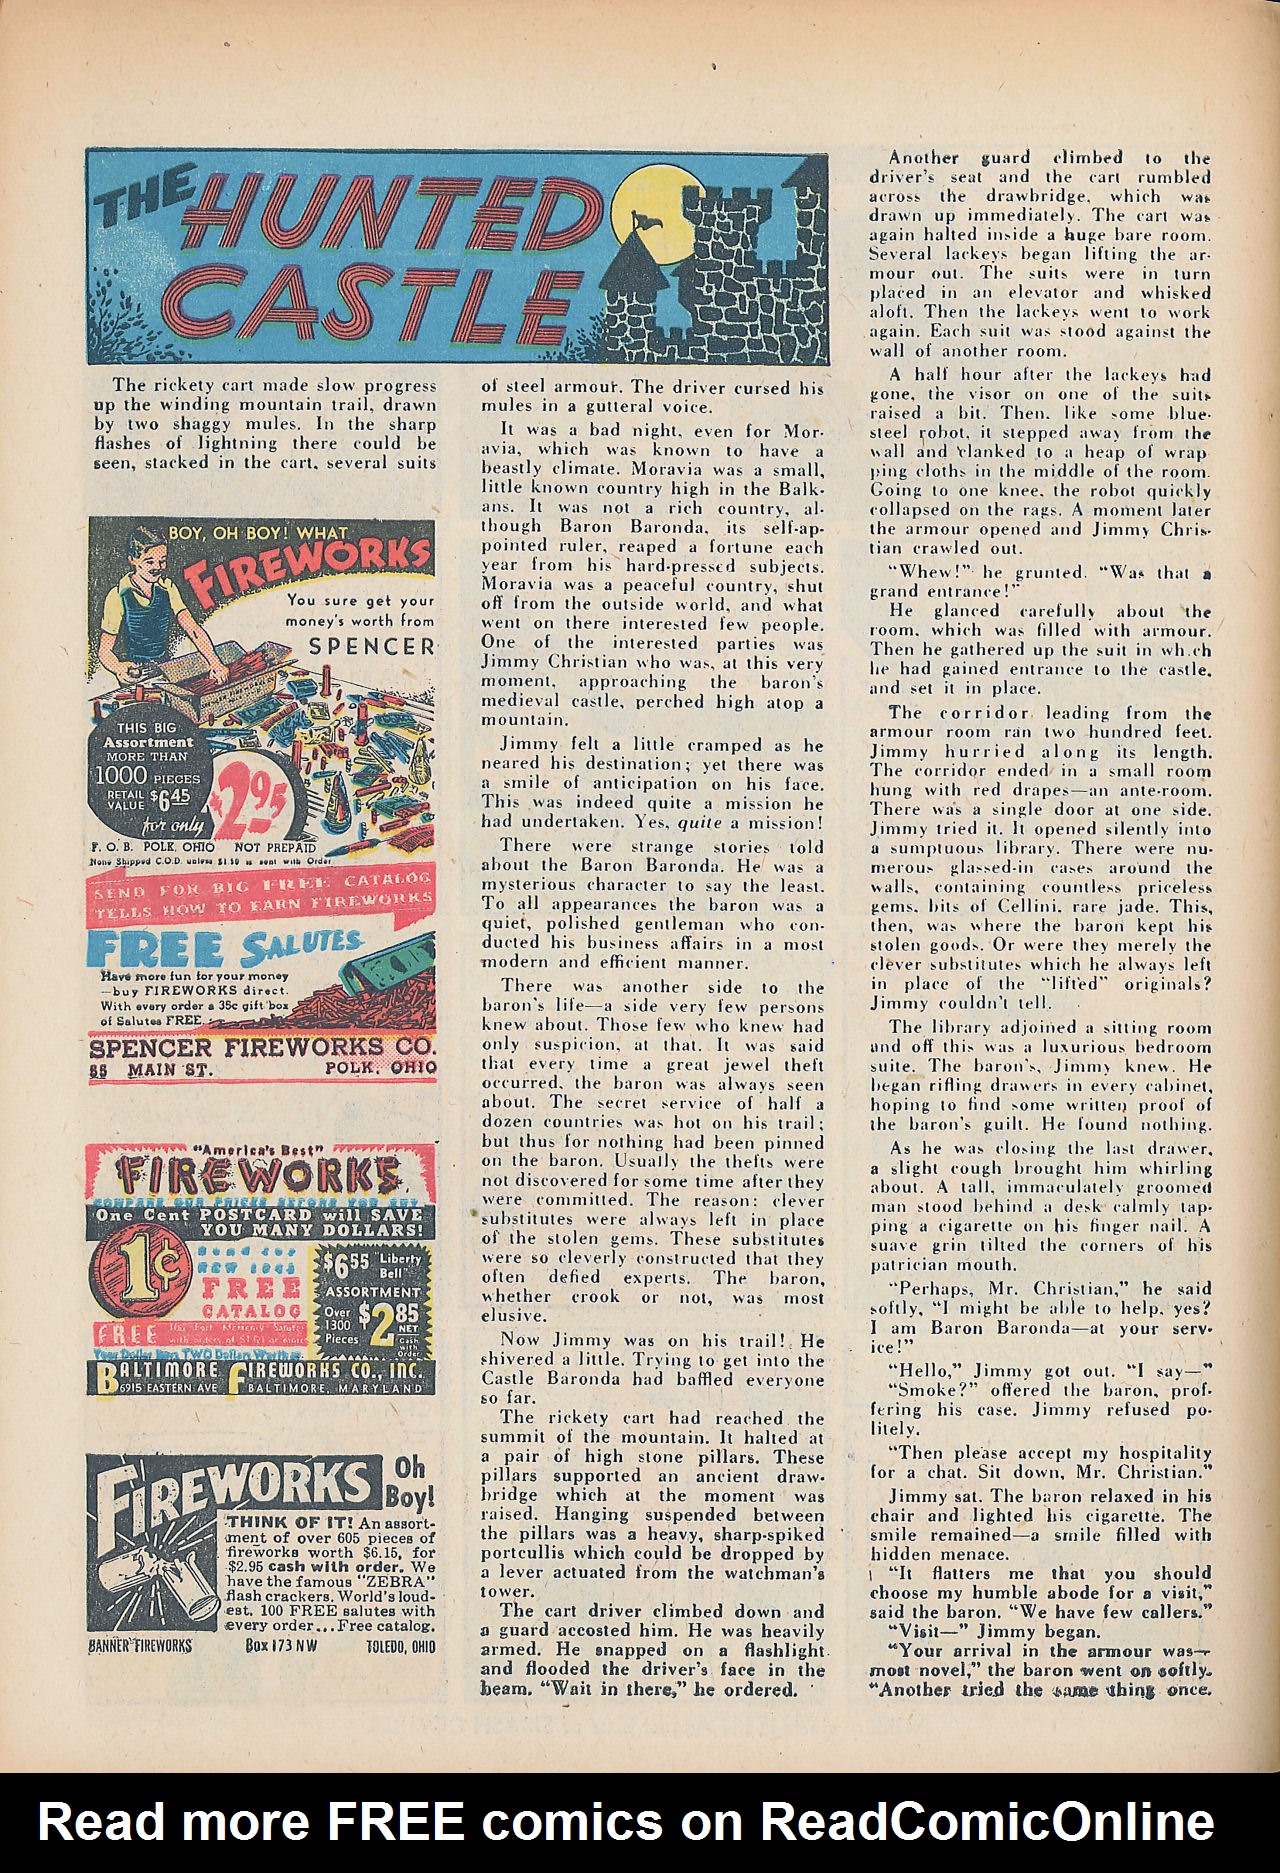 THE
HUNTED
CASTLE
The rickety cart made slow progress
up the winding mountain trail, drawn
by two shaggy mules. In the sharp
flashes of lightning there could be
seen, stacked in the cart, several suits
BOY, OH BOY! WHAT
FIREWORKS
You sure get your
money's worth from
SPENCER
THIS BIG
Assortment
MORE THAN
1000 PIECES
RETAIL VALUE $6.45
for only
$2.95
F. O. B. POLK, OHIO NOT PREPAID
None Shipped C.O.D. unless $1.50 is sent with Order
SEND FOR BIG FREE CATALOG
TELLS HOW TO EARN FIREWORKS
FREE SALUTES
Have more fun for your money
—buy FIREWORKS direct.
With every order a 35c gift box
of Salutes FREE
SPENCER FIREWORKS CO.
85 MAIN ST. POLK, OHIO
"America's Best"
FIREWORKS
COMPARE OUR PRICES BEFORE YOU BUY
One Cent POSTCARD will SAVE
YOU MANY DOLLARS!
1¢
Send for
NEW
FREE
CATALOG
FREE
with orders of
Your Dollar Buys TWO Dollars Worth
$6.55 "Liberty
Bell"
ASSORTMENT
Over
1300
Pieces
$2.85
NET
Cash
with
Order
BALTIMORE FIREWORKS CO., INC.
6915 EASTERN AVE BALTIMORE, MARYLAND
FIREWORKS
Oh
Boy!
THINK OF IT! An assort-
ment of over 605 pieces of
fireworks worth $6.15, for
$2.95 cash with order. We
have the famous "ZEBRA"
flash crackers. World's loud-
est. 100 FREE salutes with
every order...Free catalog.
BANNER FIREWORKS Box 173 NW TOLEDO, OHIO
of steel armour. The driver cursed his
mules in a gutteral voice.
It was a bad night, even for Mor-
avia, which was known to have a
beastly climate. Moravia was a small,
little known country high in the Balk-
ans. It was not a rich country, al-
though Baron Baronda, its self-ap-
pointed ruler, reaped a fortune each
year from his hard-pressed subjects.
Moravia was a peaceful country, shut
off from the outside world, and what
went on there interested few people.
One of the interested parties was
Jimmy Christian who was, at this very
moment, approaching the baron's
medieval castle, perched high atop a
mountain.
Jimmy felt a little cramped as he
neared his destination; yet there was
a smile of anticipation on his face.
This was indeed quite a mission he
had undertaken. Yes, quite a mission!
There were strange stories told
about the Baron Baronda. He was a
mysterious character to say the least.
To all appearances the baron was a
quiet, polished gentleman who con-
ducted his business affairs in a most
modern and efficient manner.
There was another side to the
baron's life—a side very few persons
knew about. Those few who knew had
only suspicion, at that. It was said
that every time a great jewel theft
occurred, the baron was always seen
about. The secret service of half a
dozen countries was hot on his trail;
but thus for nothing had been pinned
on the baron. Usually the thefts were
not discovered for some time after they
were committed. The reason: clever
substitutes were always left in place
of the stolen gems. These substitutes
were so cleverly constructed that they
often defied experts. The baron,
whether crook or not, was most
elusive.
Now Jimmy was on his trail! He
shivered a little. Trying to get into the
Castle Baronda had baffled everyone
so far.
The rickety cart had reached the
summit of the mountain. It halted at
a pair of high stone pillars. These
pillars supported an ancient draw-
bridge which at the moment was
raised. Hanging suspended between
the pillars was a heavy, sharp-spiked
portcullis which could be dropped by
a lever actuated from the watchman's
tower.
The cart driver climbed down and
a guard accosted him. He was heavily
armed. He snapped on a flashlight
and flooded the driver's face in the
beam. "Wait in there," he ordered.
Another guard climbed to the
driver's seat and the cart rumbled
across the drawbridge, which was
drawn up immediately. The cart was
again halted inside a huge bare room.
Several lackeys began lifting the ar-
mour out. The suits were in turn
placed in an elevator and whisked
aloft. Then the lackeys went to work
again. Each suit was stood against the
wall of another room.
A half hour after the lackeys had
gone, the visor on one of the suits
raised a bit. Then, like some blue-
steel robot, it stepped away from the
wall and clanked to a heap of wrap
ping cloths in the middle of the room.
Going to one knee, the robot quickly
collapsed on the rags. A moment later
the armour opened and Jimmy Chris-
tian crawled out.
"Whew!" he grunted. "Was that a
grand entrance!"
He glanced carefully about the
room, which was filled with armour.
Then he gathered up the suit in which
he had gained entrance to the castle,
and set it in place.
The corridor leading from the
armour room ran two hundred feet.
Jimmy hurried along its length.
The corridor ended in a small room
hung with red drapes—an ante-room.
There was a single door at one side.
Jimmy tried it. It opened silently into
a sumptuous library. There were nu-
merous glassed-in cases around the
walls, containing countless priceless
gems, bits of Cellini, rare jade. This,
then, was where the baron kept his
stolen goods. Or were they merely the
clever substitutes which he always left
in place of the "lifted" originals?
Jimmy couldn't tell.
The library adjoined a sitting room
and off this was a luxurious bedroom
suite. The baron's, Jimmy knew. He
began rifling drawers in every cabinet,
hoping to find some written proof of
the baron's guilt. He found nothing.
As he was closing the last drawer,
a slight cough brought him whirling
about. A tall, immaculately groomed
man stood behind a desk calmly tap-
ping a cigarette on his finger nail. A
suave grin tilted the corners of his
patrician mouth.
"Perhaps, Mr. Christian," he said
softly, "I might be able to help, yes?
I am Baron Baronda—at your serv-
ice!"
"Hello," Jimmy got out. "I say—"
"Smoke?" offered the baron, prof-
fering his case. Jimmy refused po-
litely.
"Then please accept my hospitality
for a chat. Sit down, Mr. Christian."
Jimmy sat. The baron relaxed in his
chair and lighted his cigarette. The
smile remained—a smile filled with
hidden menace.
"It flatters me that you should
choose my humble abode for a visit,"
said the baron. "We have few callers."
"Visit—" Jimmy began.
"Your arrival in the armour was—
most novel," the baron went on softly.
"Another tried the same thing once.
Read more FREE comics on ReadComicOnline